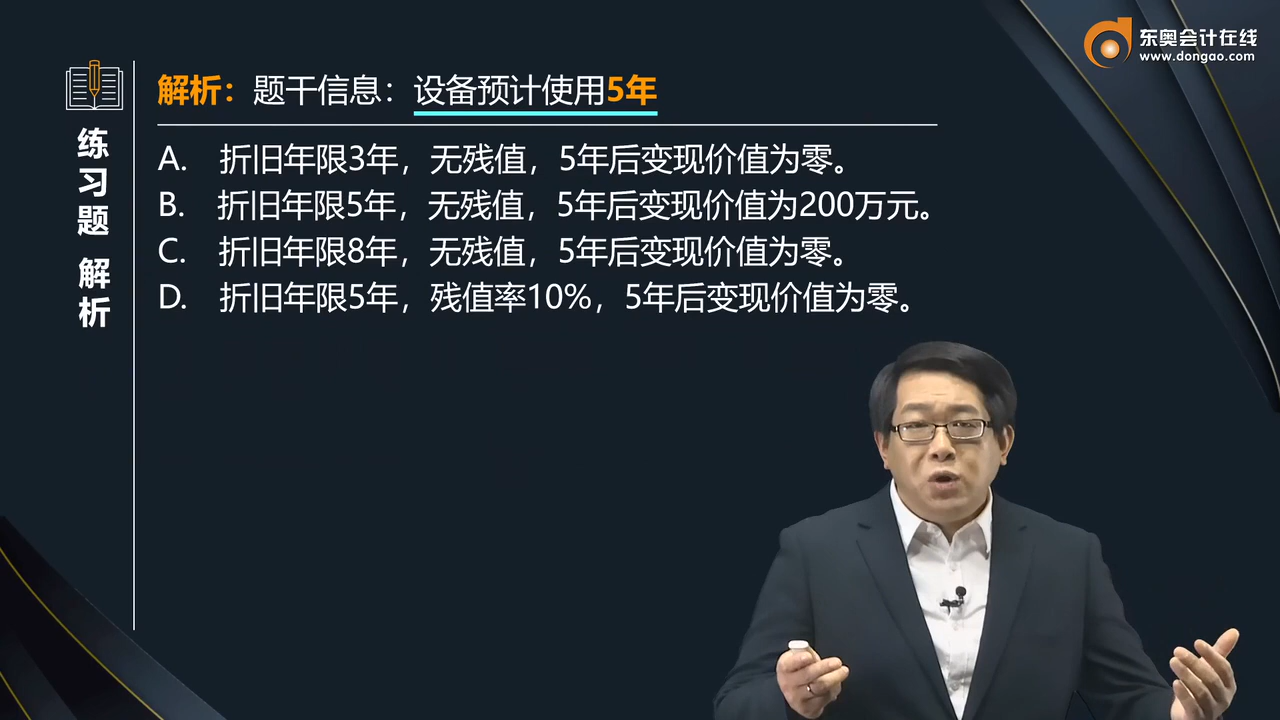 东奥会计在线
www.dongao.com
解析：题干信息：设备预计使用5年
练习题 解析
A. 折旧年限3年，无残值，5年后变现价值为零。
B. 折旧年限5年，无残值，5年后变现价值为200万元。
C. 折旧年限8年，无残值，5年后变现价值为零。
D. 折旧年限5年，残值率10%，5年后变现价值为零。